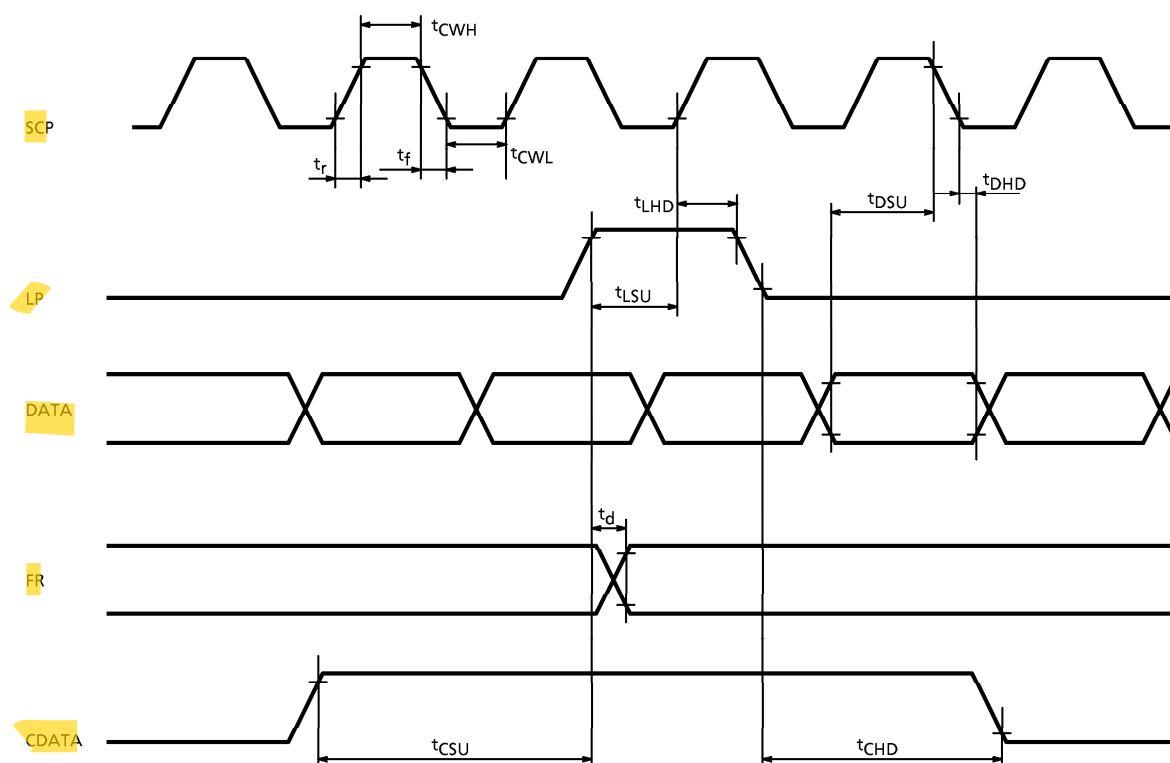 tCWH
SCP
tr
tf
tCWL
tDHD
tLHD
tDSU
LP
tLSU
DATA
td
FR
CDATA
tCSU
tCHD